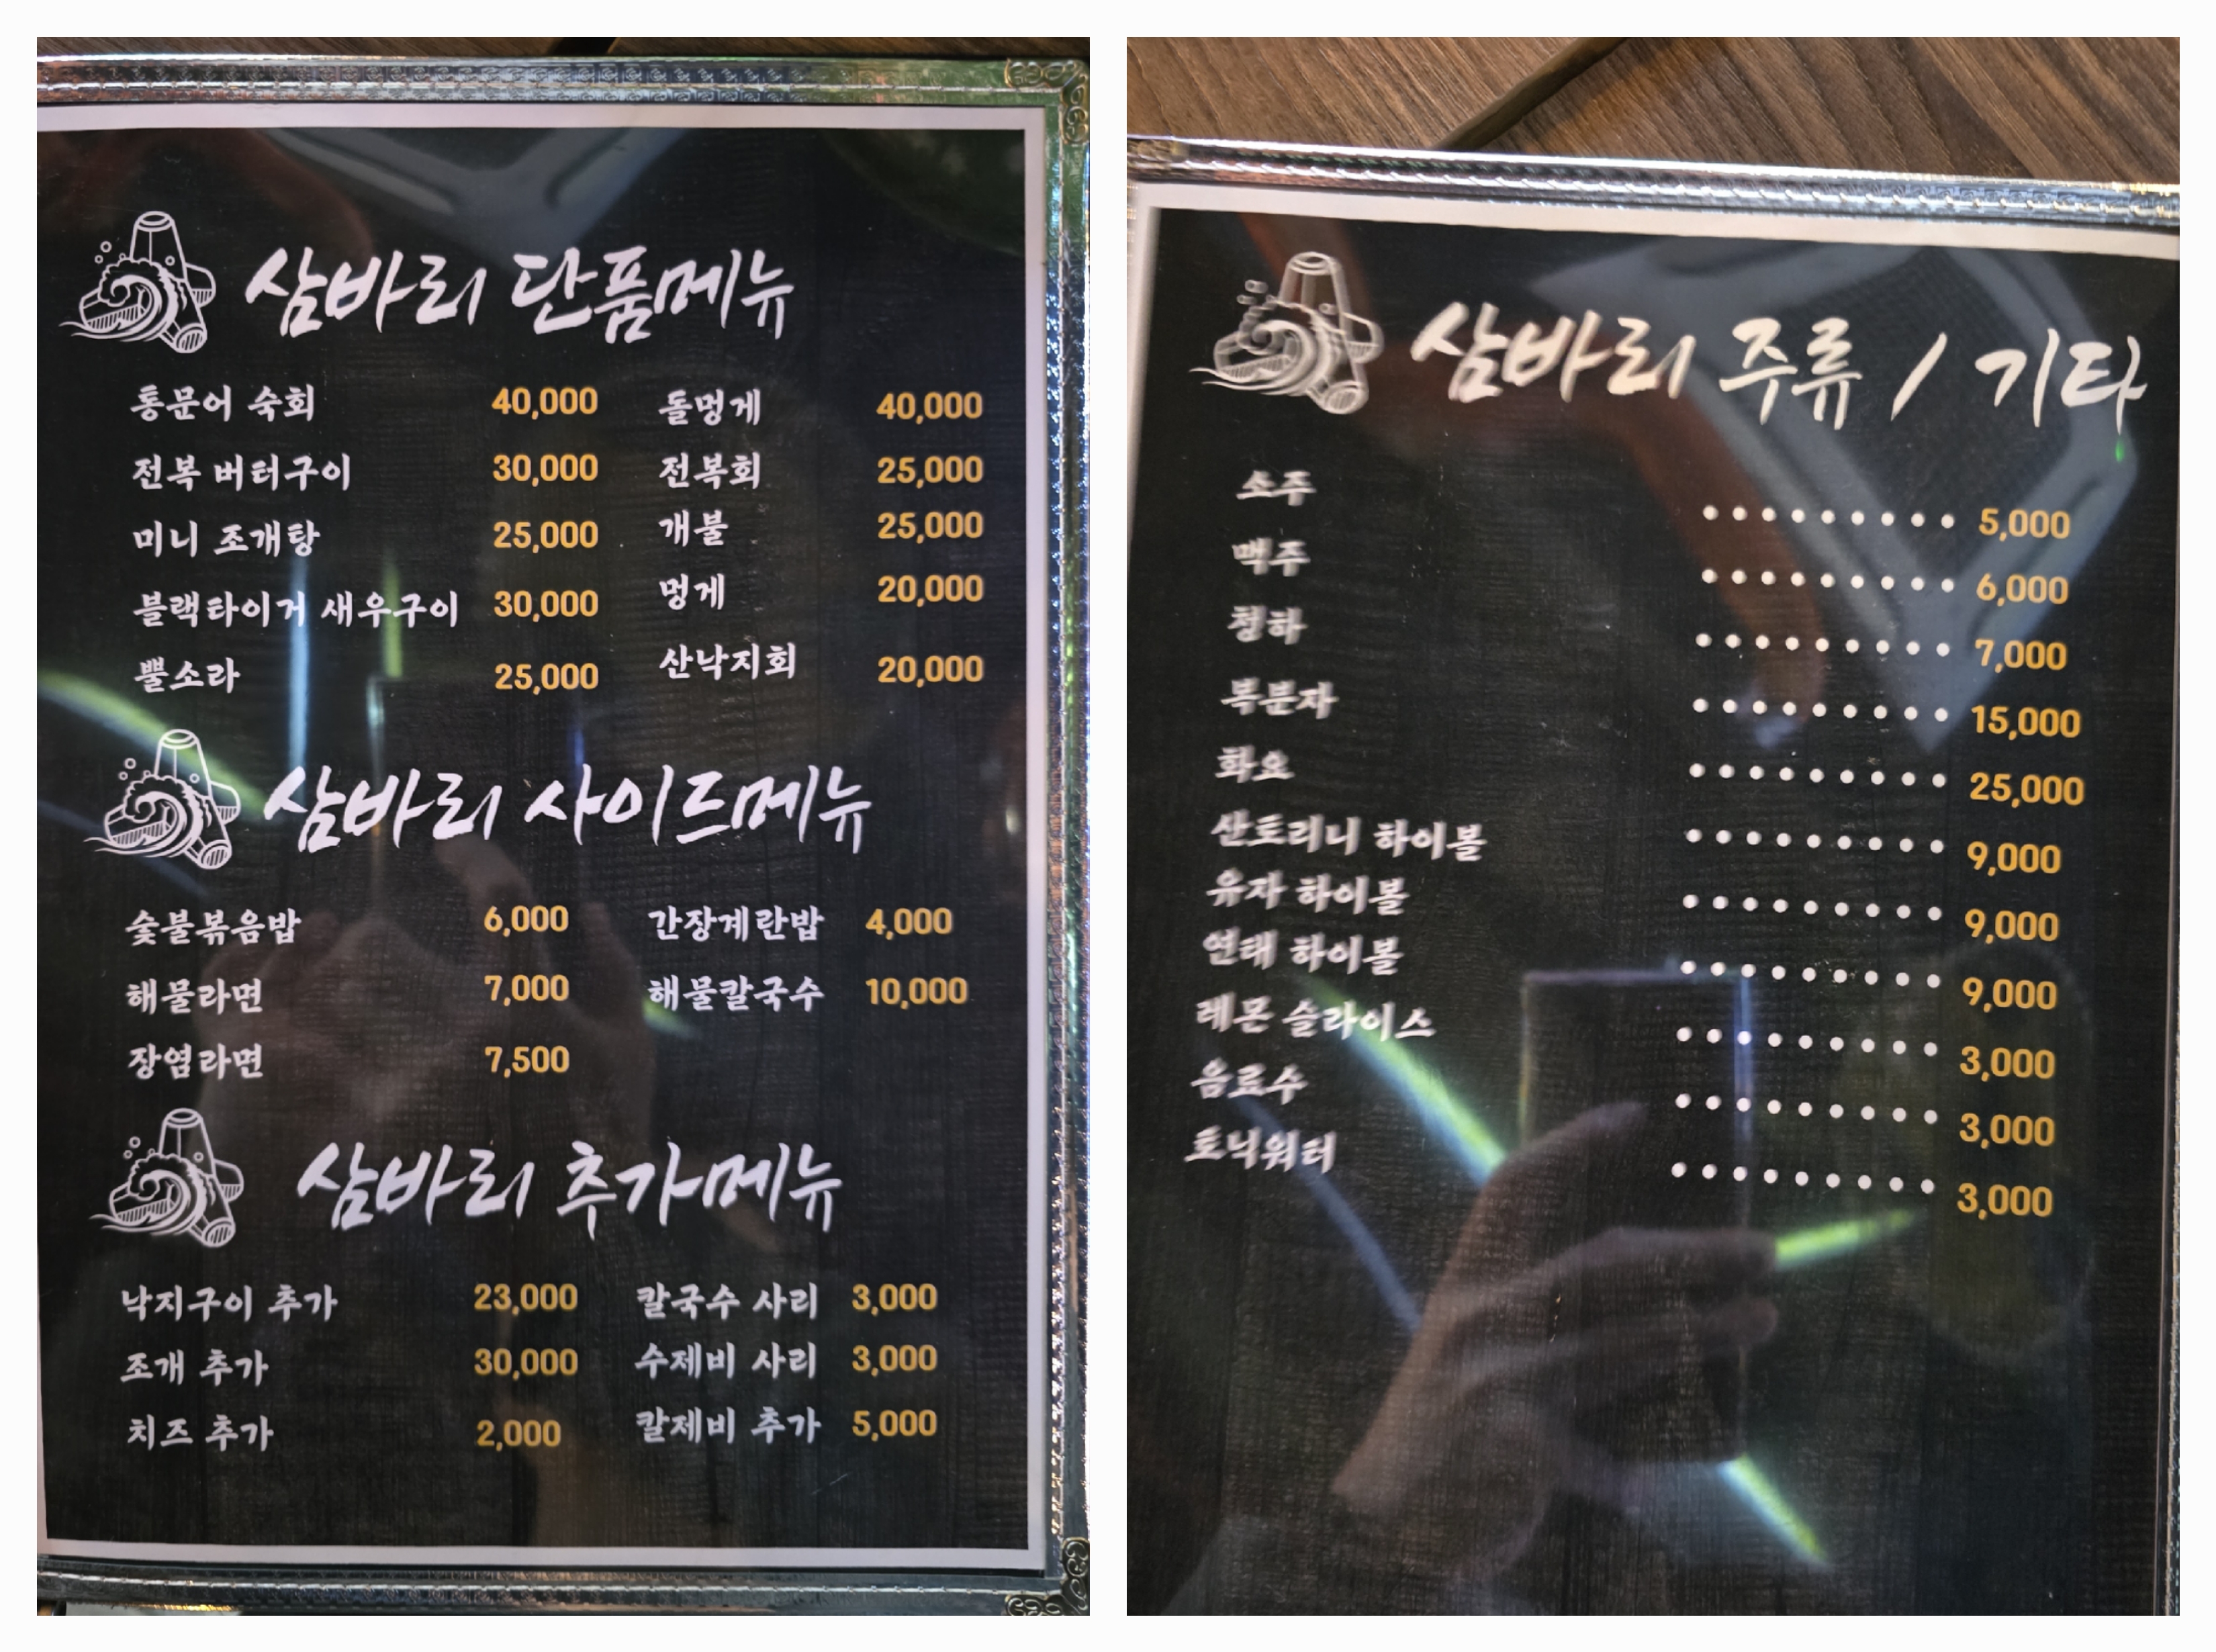 삼바리 단품메뉴
통문어 숙회 40,000 돌멍게 40,000
전복 버터구이 30,000 전복회 25,000
미니 조개탕 25,000 개불 25,000
블랙타이거 새우구이 30,000 멍게 20,000
뿔소라 25,000 산낙지회 20,000
삼바리 사이드메뉴
숯불볶음밥 6,000 간장계란밥 4,000
해물라면 7,000 해물칼국수 10,000
장염라면 7,500
삼바리 추가메뉴
낙지구이 추가 23,000 칼국수 사리 3,000
조개 추가 30,000 수제비 사리 3,000
치즈 추가 2,000 칼제비 추가 5,000
삼바리 주류 / 기타
소주 ......... 5,000
맥주 ......... 6,000
청하 ......... 7,000
복분자 ......... 15,000
화요 ......... 25,000
산토리니 하이볼 ......... 9,000
유자 하이볼 ......... 9,000
연태 하이볼 ......... 9,000
레몬 슬라이스 ......... 3,000
음료수 ......... 3,000
토닉워터 ......... 3,000